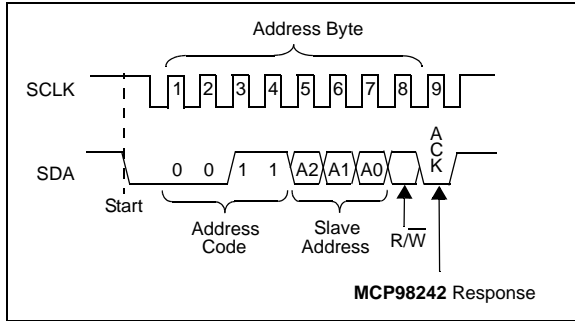 Address Byte
SCLK 1 2 3 4 5 6 7 8 9
A
C
K
SDA 0 0 1 1 A2 A1 A0
Start
Address
Code
Slave
Address
R/W̅
MCP98242 Response